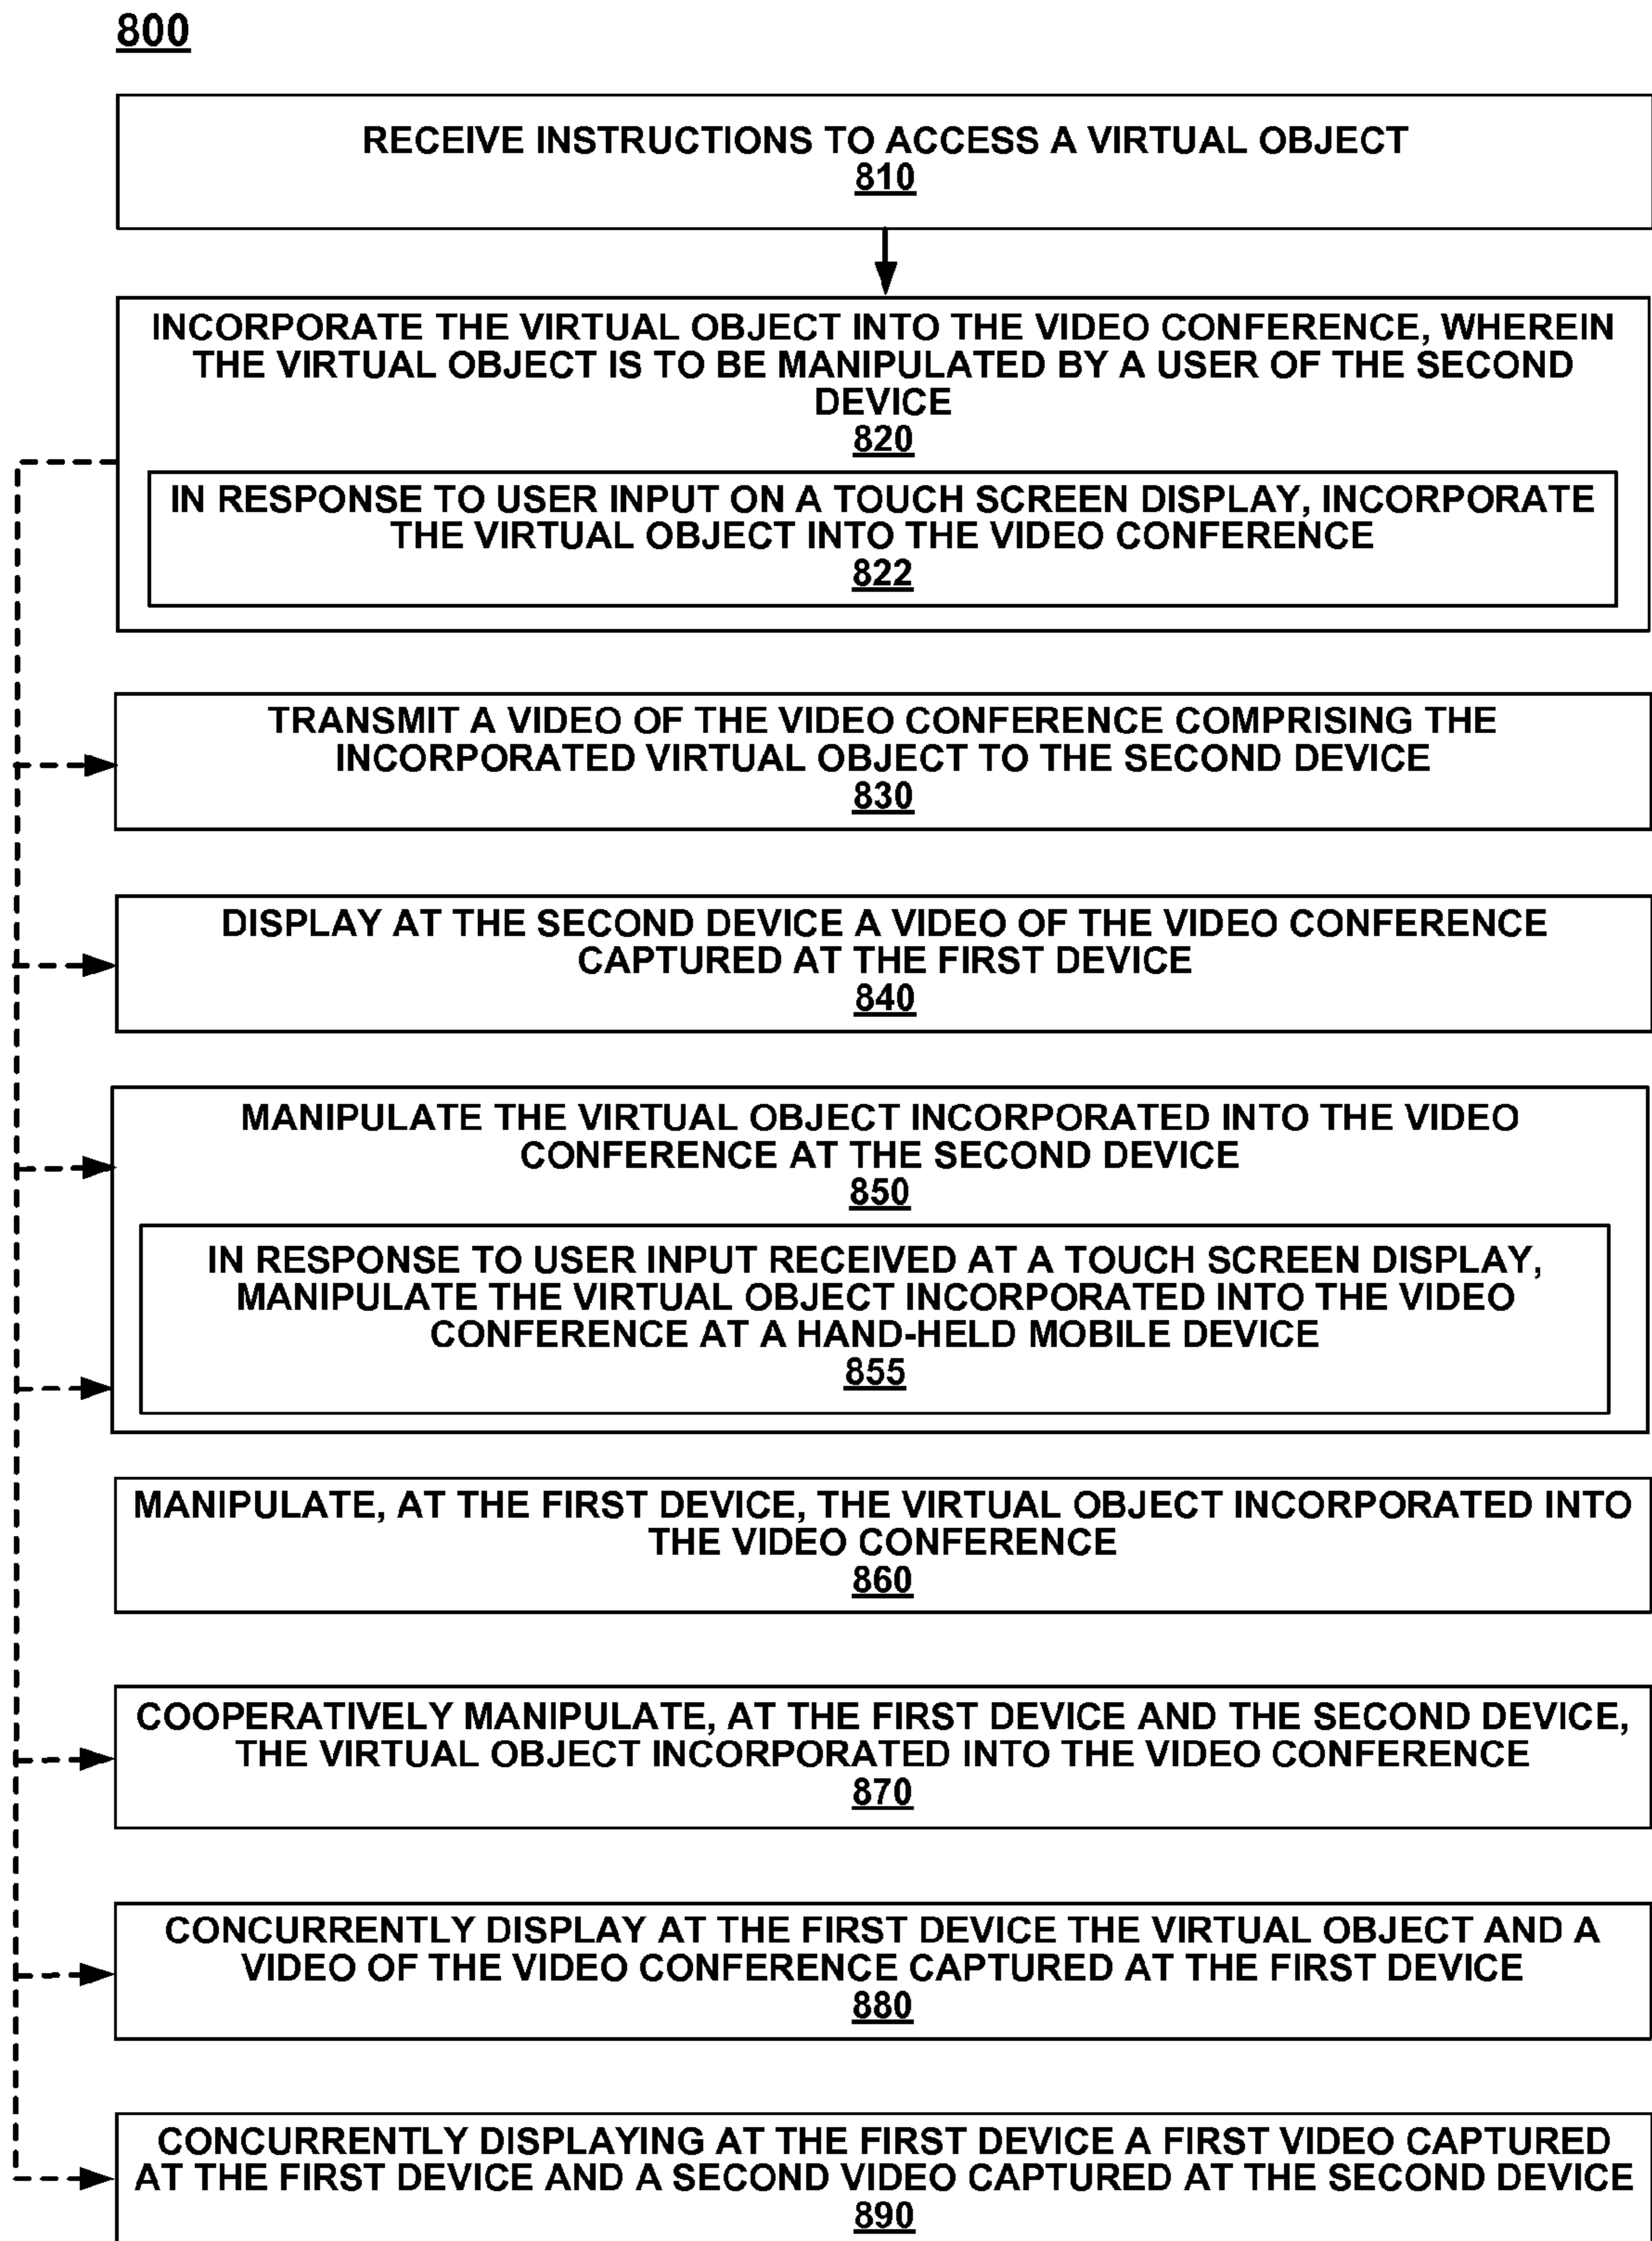 800
RECEIVE INSTRUCTIONS TO ACCESS A VIRTUAL OBJECT
810
INCORPORATE THE VIRTUAL OBJECT INTO THE VIDEO CONFERENCE, WHEREIN
THE VIRTUAL OBJECT IS TO BE MANIPULATED BY A USER OF THE SECOND
DEVICE
820
IN RESPONSE TO USER INPUT ON A TOUCH SCREEN DISPLAY, INCORPORATE
THE VIRTUAL OBJECT INTO THE VIDEO CONFERENCE
822
TRANSMIT A VIDEO OF THE VIDEO CONFERENCE COMPRISING THE
INCORPORATED VIRTUAL OBJECT TO THE SECOND DEVICE
830
DISPLAY AT THE SECOND DEVICE A VIDEO OF THE VIDEO CONFERENCE
CAPTURED AT THE FIRST DEVICE
840
MANIPULATE THE VIRTUAL OBJECT INCORPORATED INTO THE VIDEO
CONFERENCE AT THE SECOND DEVICE
850
IN RESPONSE TO USER INPUT RECEIVED AT A TOUCH SCREEN DISPLAY,
MANIPULATE THE VIRTUAL OBJECT INCORPORATED INTO THE VIDEO
CONFERENCE AT A HAND-HELD MOBILE DEVICE
855
MANIPULATE, AT THE FIRST DEVICE, THE VIRTUAL OBJECT INCORPORATED INTO
THE VIDEO CONFERENCE
860
COOPERATIVELY MANIPULATE, AT THE FIRST DEVICE AND THE SECOND DEVICE,
THE VIRTUAL OBJECT INCORPORATED INTO THE VIDEO CONFERENCE
870
CONCURRENTLY DISPLAY AT THE FIRST DEVICE THE VIRTUAL OBJECT AND A
VIDEO OF THE VIDEO CONFERENCE CAPTURED AT THE FIRST DEVICE
880
CONCURRENTLY DISPLAYING AT THE FIRST DEVICE A FIRST VIDEO CAPTURED
AT THE FIRST DEVICE AND A SECOND VIDEO CAPTURED AT THE SECOND DEVICE
890